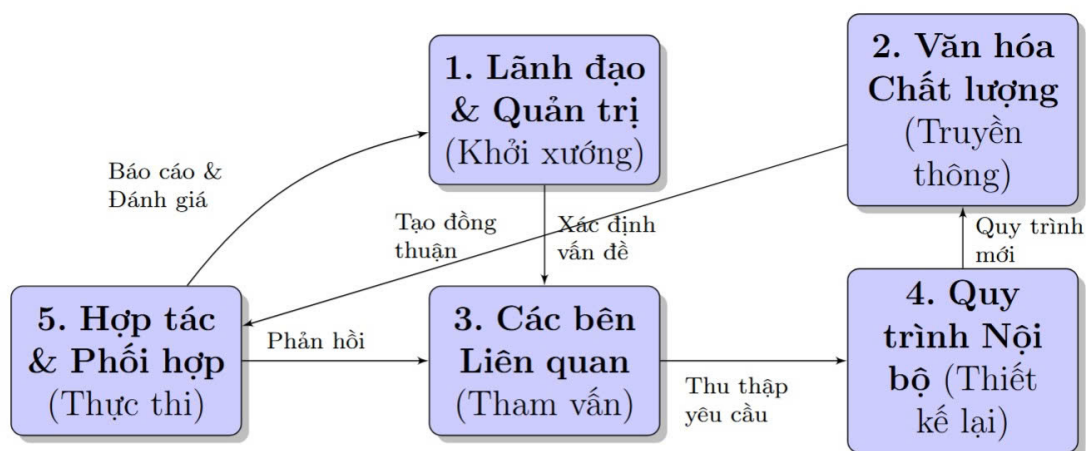 1. Lãnh đạo
& Quản trị
(Khởi xướng)
2. Văn hóa
Chất lượng
(Truyền
thông)
Báo cáo &
Đánh giá
Tạo đồng
thuận
Xác định
vấn đề
Quy trình
mới
5. Hợp tác
& Phối hợp
(Thực thi)
Phản hồi
3. Các bên
Liên quan
(Tham vấn)
Thu thập
yêu cầu
4. Quy
trình Nội
bộ (Thiết
kế lại)